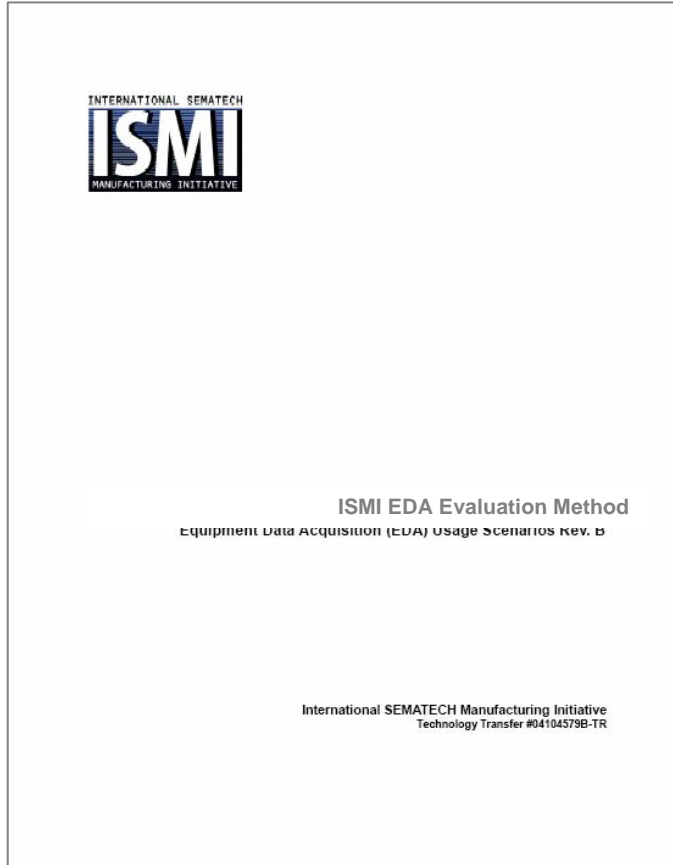 INTERNATIONAL SEMATECH
ISMI
MANUFACTURING INITIATIVE
ISMI EDA Evaluation Method
Equipment Data Acquisition (EDA) Usage Scenarios Rev. B
International SEMATECH Manufacturing Initiative
Technology Transfer #04104579B-TR